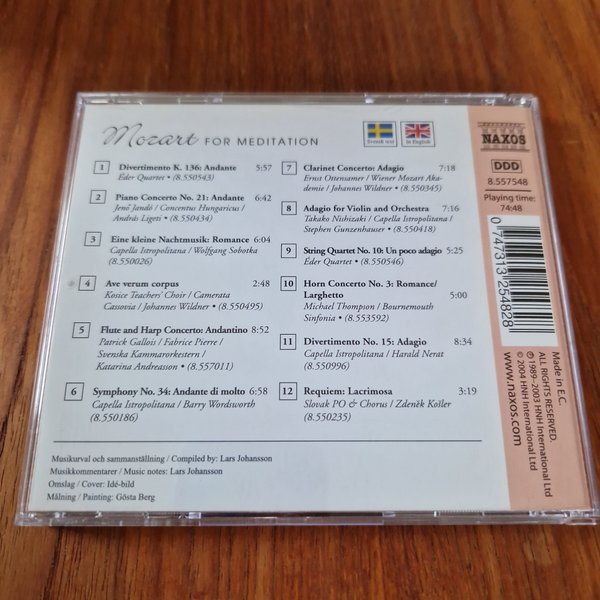 Mozart FOR MEDITATION
Svensk text
In English
1 Divertimento K. 136: Andante 5:57
Éder Quartet • (8.550543)
2 Piano Concerto No. 21: Andante 6:42
Jenő Jandó / Concentus Hungaricus /
András Ligeti • (8.550434)
3 Eine kleine Nachtmusik: Romance 6:04
Capella Istropolitana / Wolfgang Sobotka
(8.550026)
4 Ave verum corpus 2:48
Kosice Teachers' Choir / Camerata
Cassovia / Johannes Wildner • (8.550495)
5 Flute and Harp Concerto: Andantino 8:52
Patrick Gallois / Fabrice Pierre /
Svenska Kammarorkestern /
Katarina Andreasson • (8.557011)
6 Symphony No. 34: Andante di molto 6:58
Capella Istropolitana / Barry Wordsworth
(8.550186)
7 Clarinet Concerto: Adagio 7:18
Ernst Ottensamer / Wiener Mozart Aka-
demie / Johannes Wildner • (8.550345)
8 Adagio for Violin and Orchestra 7:16
Takako Nishizaki / Capella Istropolitana /
Stephen Gunzenhauser • (8.550418)
9 String Quartet No. 10: Un poco adagio 5:25
Éder Quartet • (8.550546)
10 Horn Concerto No. 3: Romance/
Larghetto 5:00
Michael Thompson / Bournemouth
Sinfonia • (8.553592)
11 Divertimento No. 15: Adagio 8:34
Capella Istropolitana / Harald Nerat
(8.550996)
12 Requiem: Lacrimosa 3:19
Slovak PO & Chorus / Zdeněk Košler
(8.550235)
Musikurval och sammanställning / Compiled by: Lars Johansson
Musikkommentarer / Music notes: Lars Johansson
Omslag / Cover: Idé-bild
Målning / Painting: Gösta Berg
NAXOS
DDD
8.557548
Playing time:
74:48
0 747313 254828
Made in E.C.
ALL RIGHTS RESERVED.
℗ 1989–2003 HNH International Ltd
© 2004 HNH International Ltd
www.naxos.com